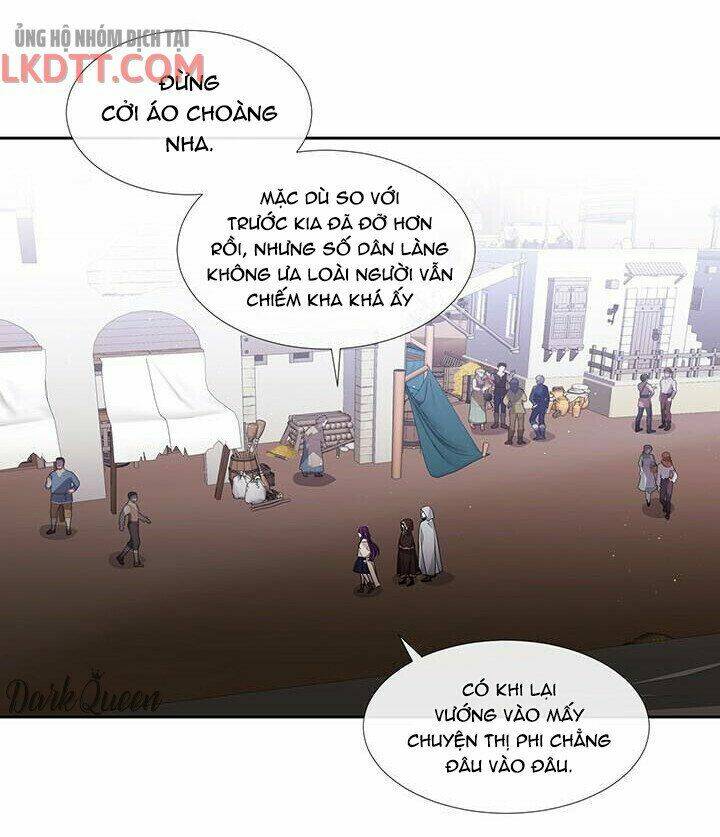 ỦNG HỘ NHÓM DỊCH TẠI
LKDTT.COM
ĐỪNG
CỞI ÁO CHOÀNG
NHA.
MẶC DÙ SO VỚI
TRƯỚC KIA ĐÃ ĐỠ HƠN
RỒI, NHƯNG SỐ DÂN LÀNG
KHÔNG ƯA LOÀI NGƯỜI VẪN
CHIẾM KHA KHÁ ẤY
CÓ KHI LẠI
VƯỚNG VÀO MẤY
CHUYỆN THỊ PHI CHẲNG
ĐÂU VÀO ĐÂU.
DarkQueen